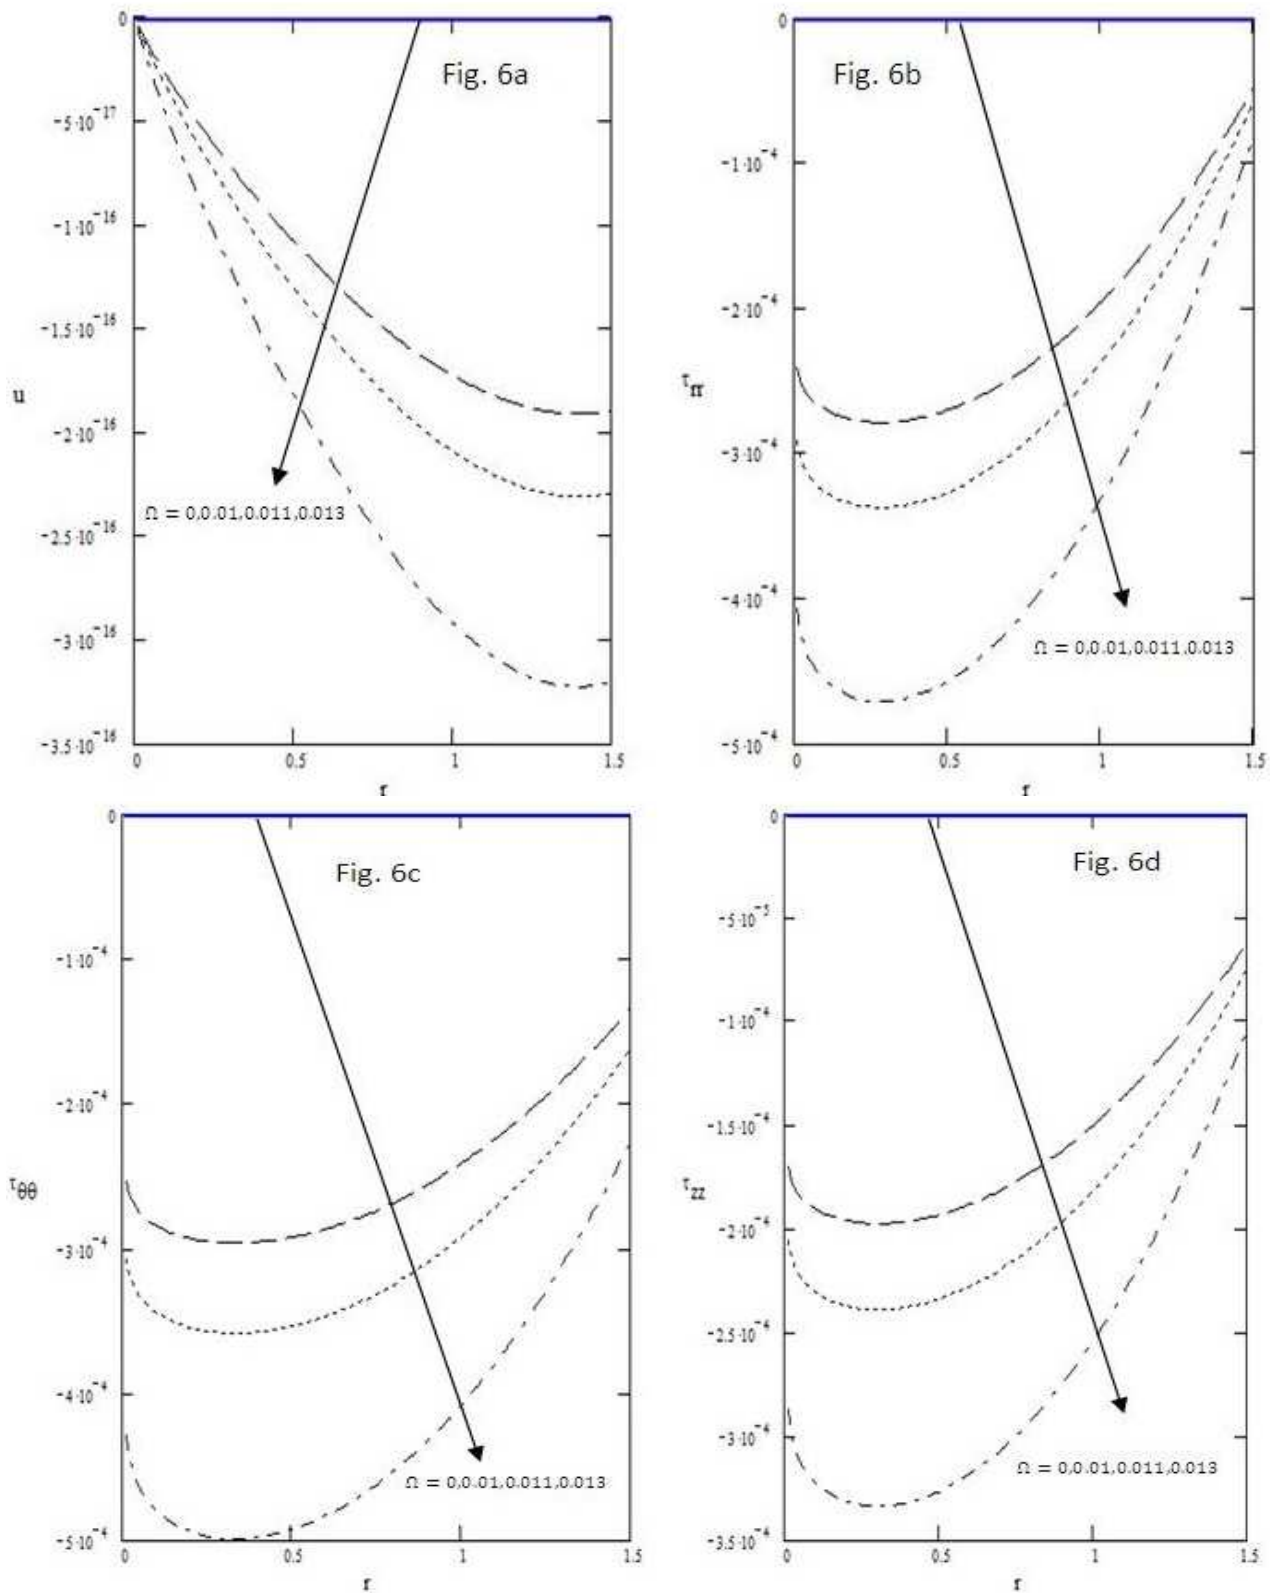 Fig. 6a
0
-5·10⁻¹⁷
-1·10⁻¹⁶
-1.5·10⁻¹⁶
-2·10⁻¹⁶
-2.5·10⁻¹⁶
-3·10⁻¹⁶
-3.5·10⁻¹⁶
u
Ω = 0,0.01,0.011,0.013
0 0.5 1 1.5
r
Fig. 6b
0
-1·10⁻⁴
-2·10⁻⁴
-3·10⁻⁴
-4·10⁻⁴
-5·10⁻⁴
τrr
Ω = 0,0.01,0.011,0.013
0 0.5 1 1.5
r
Fig. 6c
0
-1·10⁻⁴
-2·10⁻⁴
-3·10⁻⁴
-4·10⁻⁴
-5·10⁻⁴
τθθ
Ω = 0,0.01,0.011,0.013
0 0.5 1 1.5
r
Fig. 6d
0
-5·10⁻⁵
-1·10⁻⁴
-1.5·10⁻⁴
-2·10⁻⁴
-2.5·10⁻⁴
-3·10⁻⁴
-3.5·10⁻⁴
τzz
Ω = 0,0.01,0.011,0.013
0 0.5 1 1.5
r